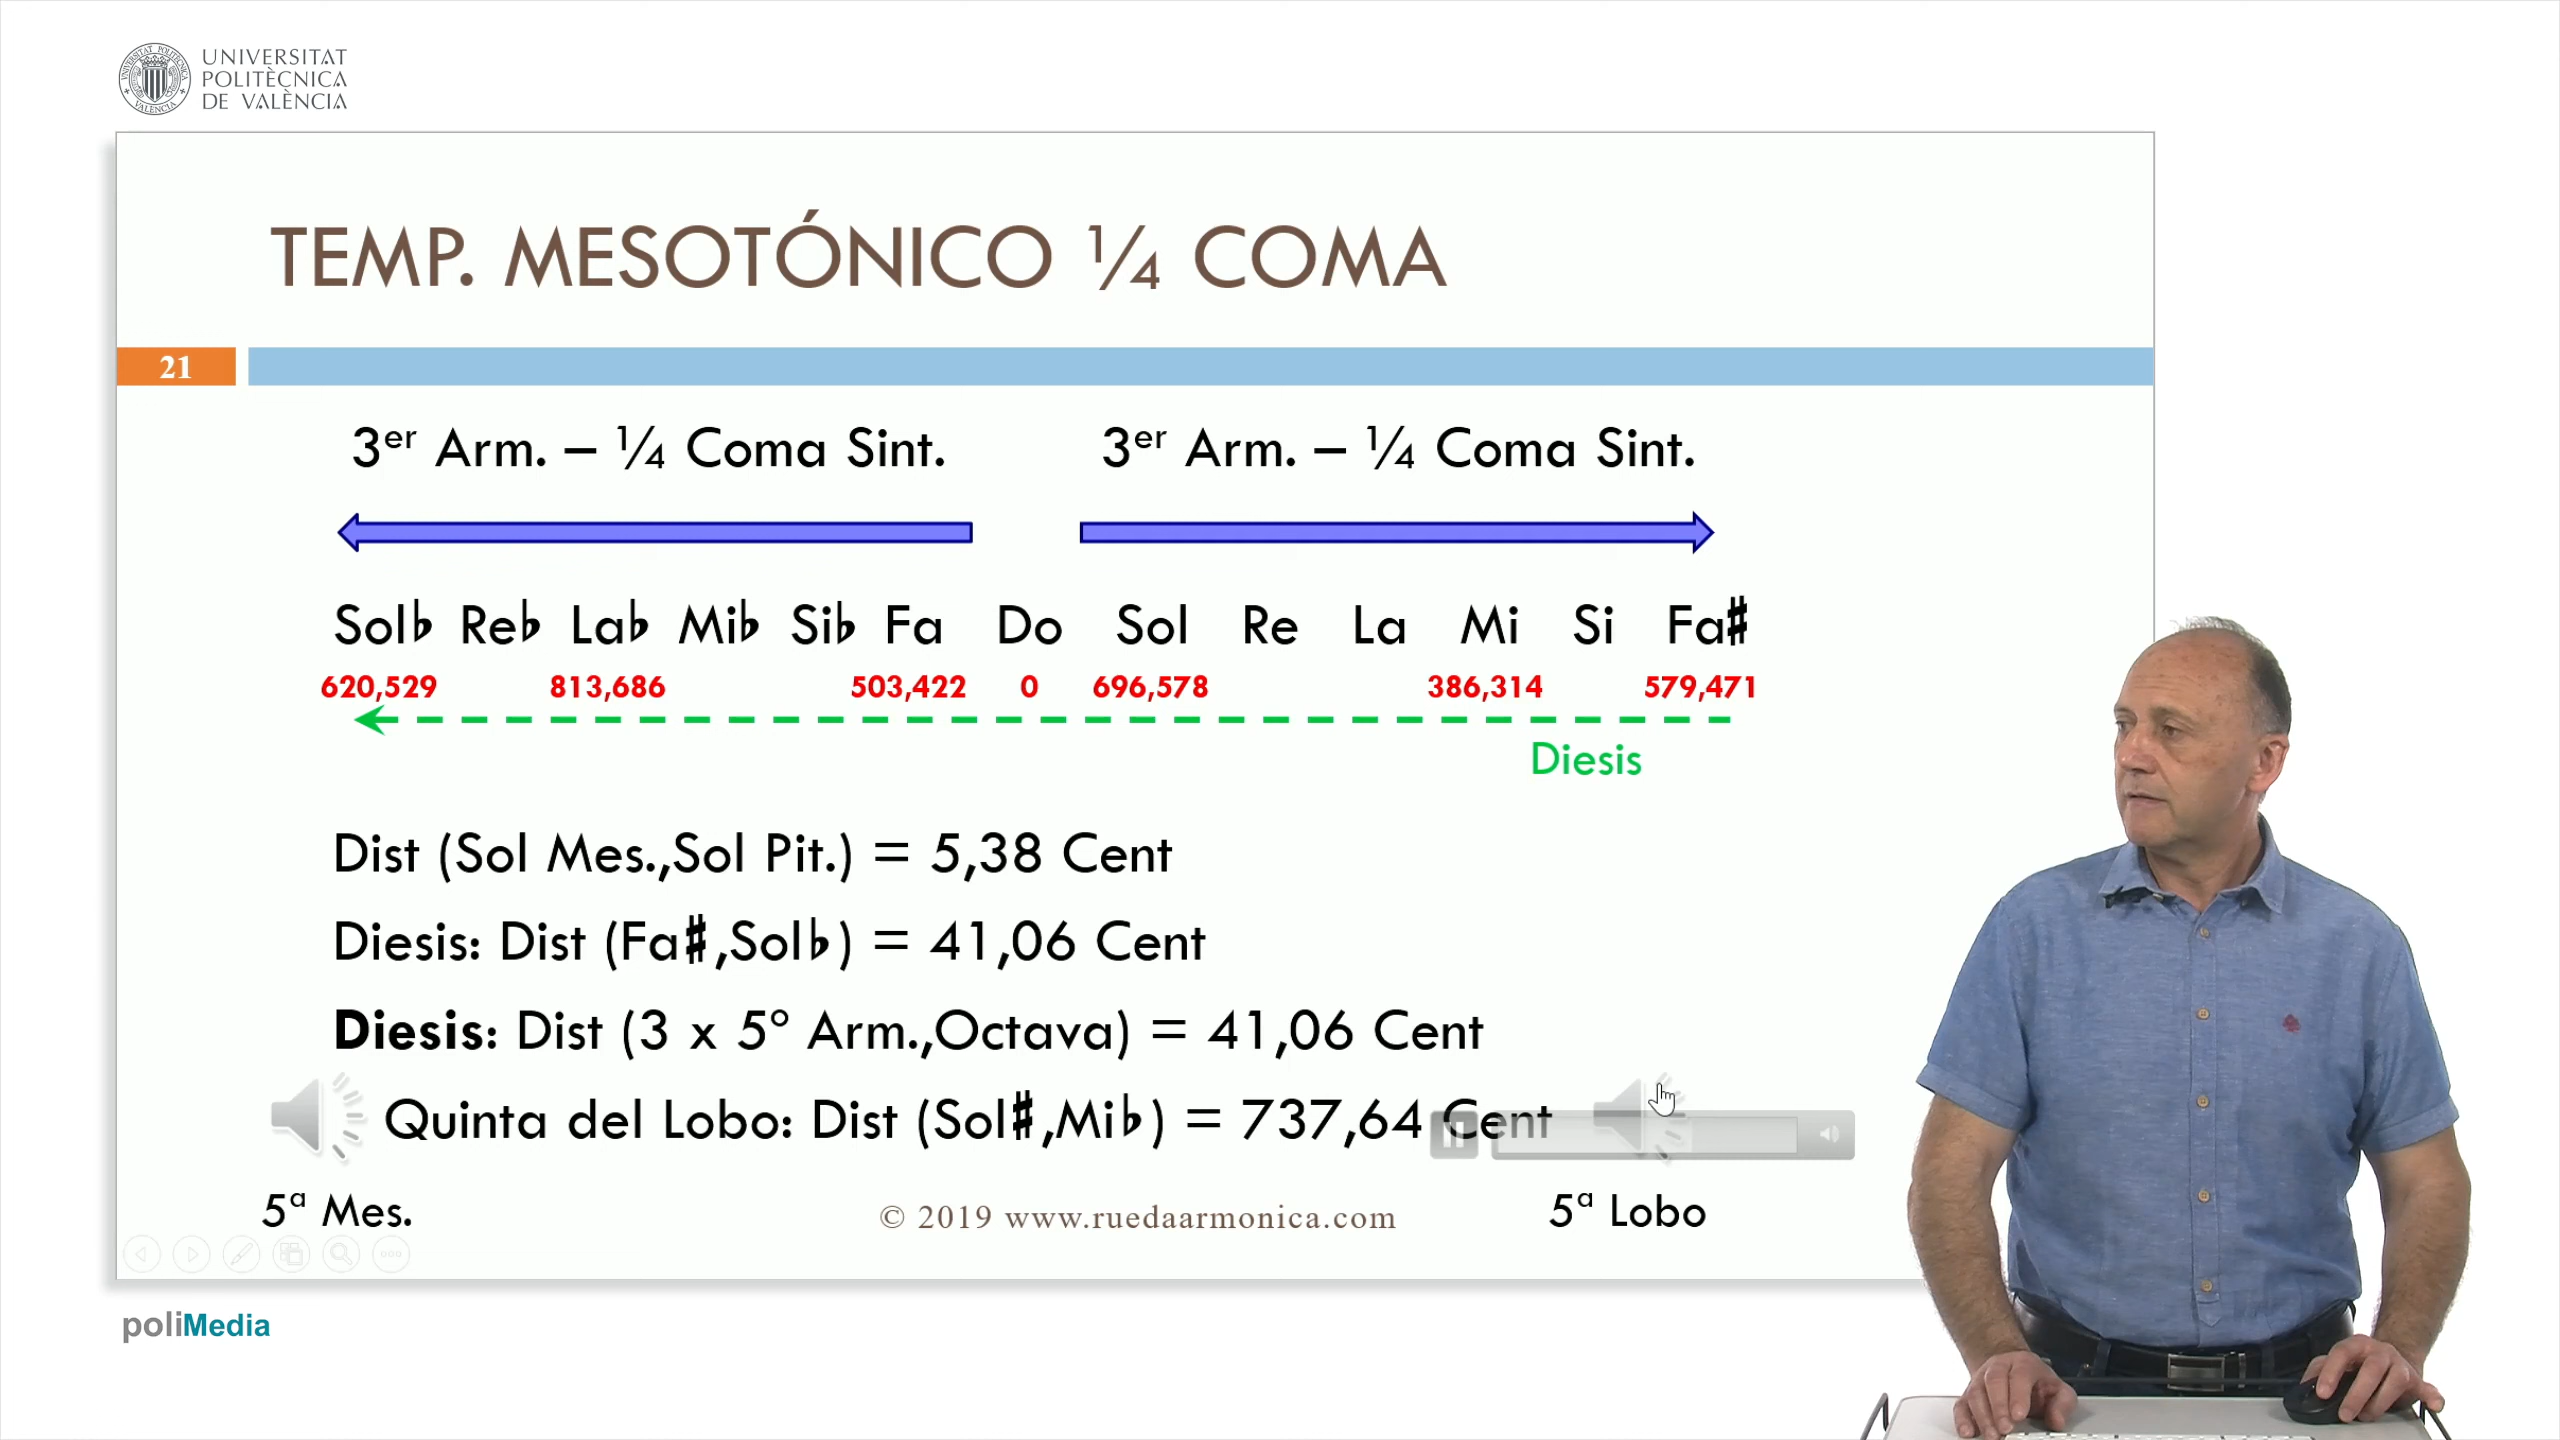 UNIVERSITAT
POLITÈCNICA
DE VALÈNCIA
TEMP. MESOTÓNICO ¼ COMA
21
3er Arm. – ¼ Coma Sint. 3er Arm. – ¼ Coma Sint.
Sol♭ Re♭ La♭ Mi♭ Si♭ Fa Do Sol Re La Mi Si Fa♯
620,529 813,686 503,422 0 696,578 386,314 579,471
Diesis
Dist (Sol Mes.,Sol Pit.) = 5,38 Cent
Diesis: Dist (Fa♯,Sol♭) = 41,06 Cent
Diesis: Dist (3 x 5º Arm.,Octava) = 41,06 Cent
Quinta del Lobo: Dist (Sol♯,Mi♭) = 737,64 Cent
5ª Mes. © 2019 www.ruedaarmonica.com 5ª Lobo
poliMedia